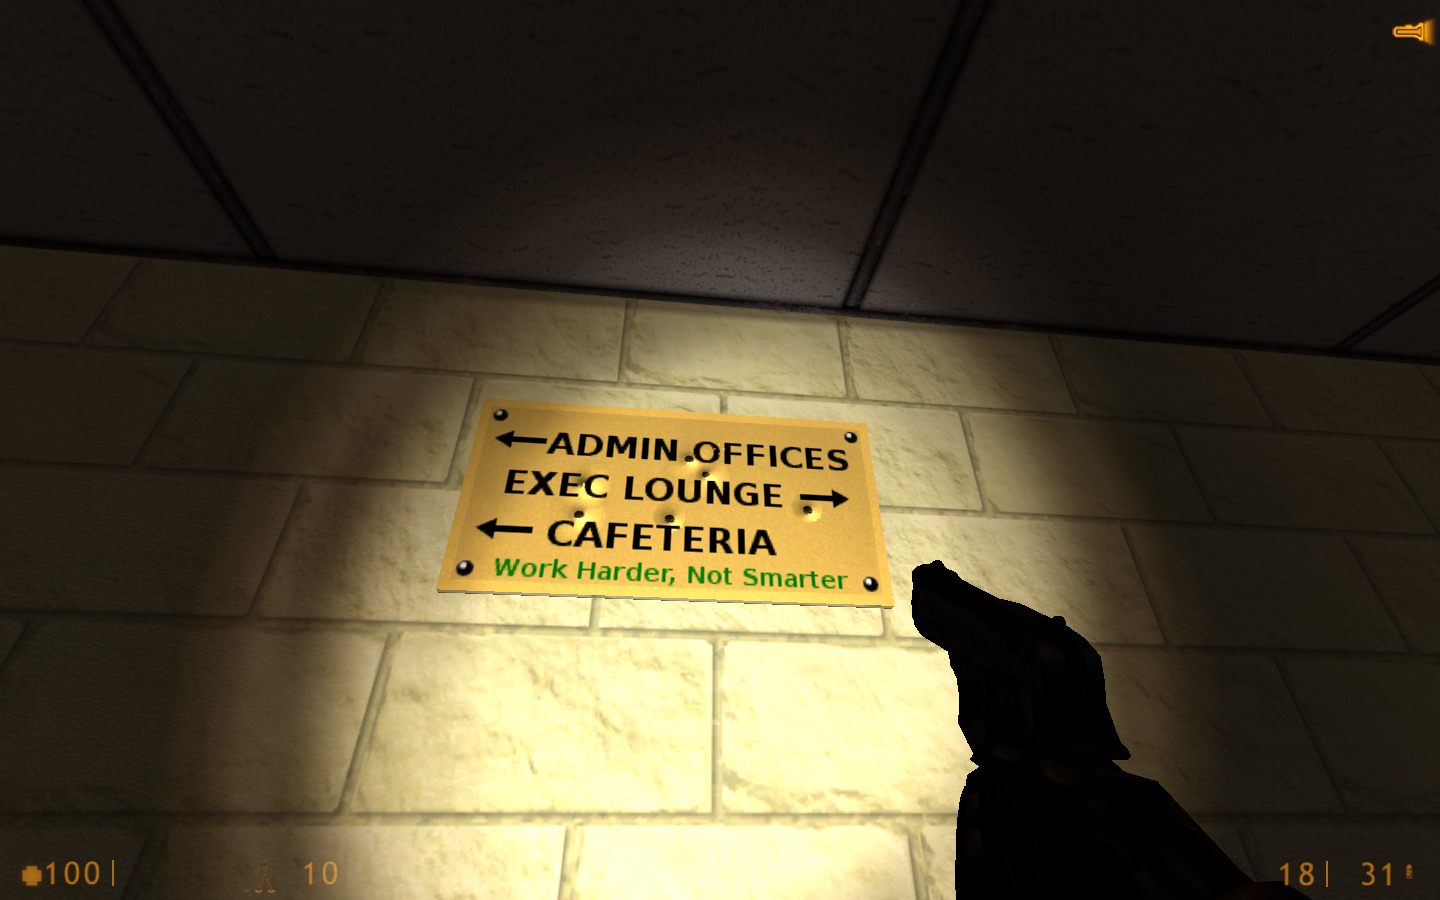 ADMIN.OFFICES
EXEC LOUNGE
CAFETERIA
Work Harder, Not Smarter
100| 10 18| 31